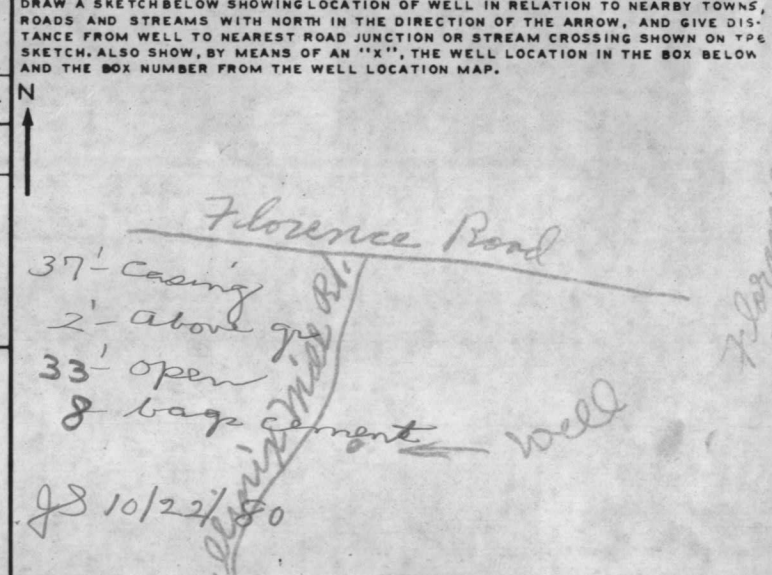 DRAW A SKETCH BELOW SHOWING LOCATION OF WELL IN RELATION TO NEARBY TOWNS,
ROADS AND STREAMS WITH NORTH IN THE DIRECTION OF THE ARROW, AND GIVE DIS-
TANCE FROM WELL TO NEAREST ROAD JUNCTION OR STREAM CROSSING SHOWN ON
SKETCH. ALSO SHOW, BY MEANS OF AN "X", THE WELL LOCATION IN THE BOX BELOW
AND THE BOX NUMBER FROM THE WELL LOCATION MAP.
N
Florence Road
37'- Casing
2'- above gr
33'- open
8- bags cement
Well
JS 10/22/80
Mill Rd.